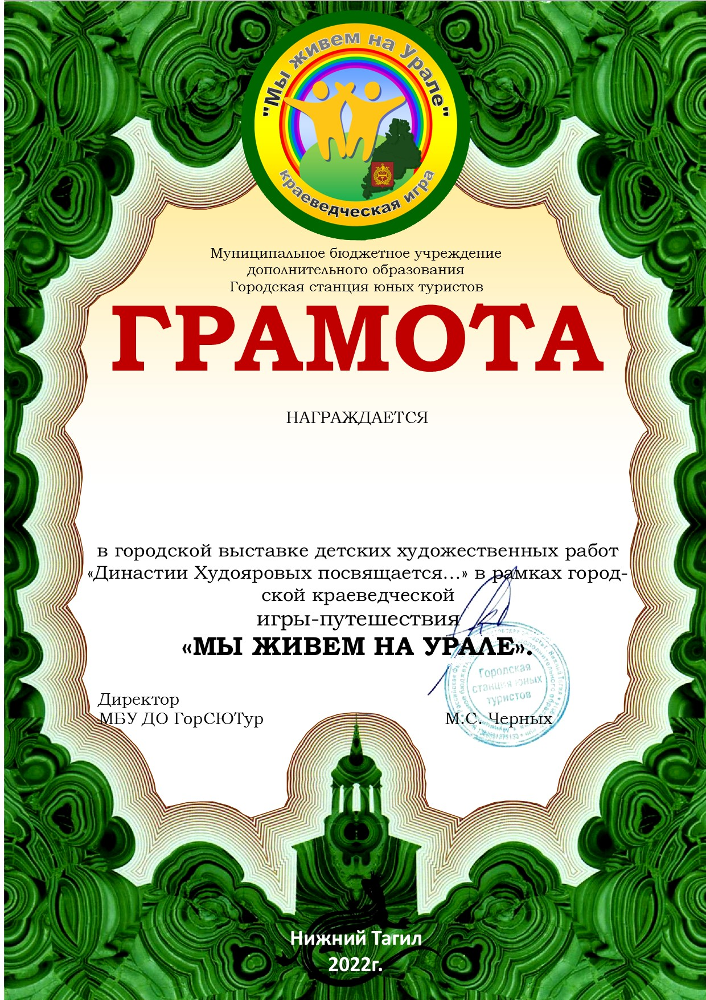 "Мы живем на Урале"
краеведческая игра
Муниципальное бюджетное учреждение
дополнительного образования
Городская станция юных туристов
ГРАМОТА
НАГРАЖДАЕТСЯ
в городской выставке детских художественных работ
«Династии Худояровых посвящается...» в рамках город-
ской краеведческой
игры-путешествия
«МЫ ЖИВЕМ НА УРАЛЕ».
Городская
станция юных
туристов
Директор
МБУ ДО ГорСЮТур М.С. Черных
Нижний Тагил
2022г.